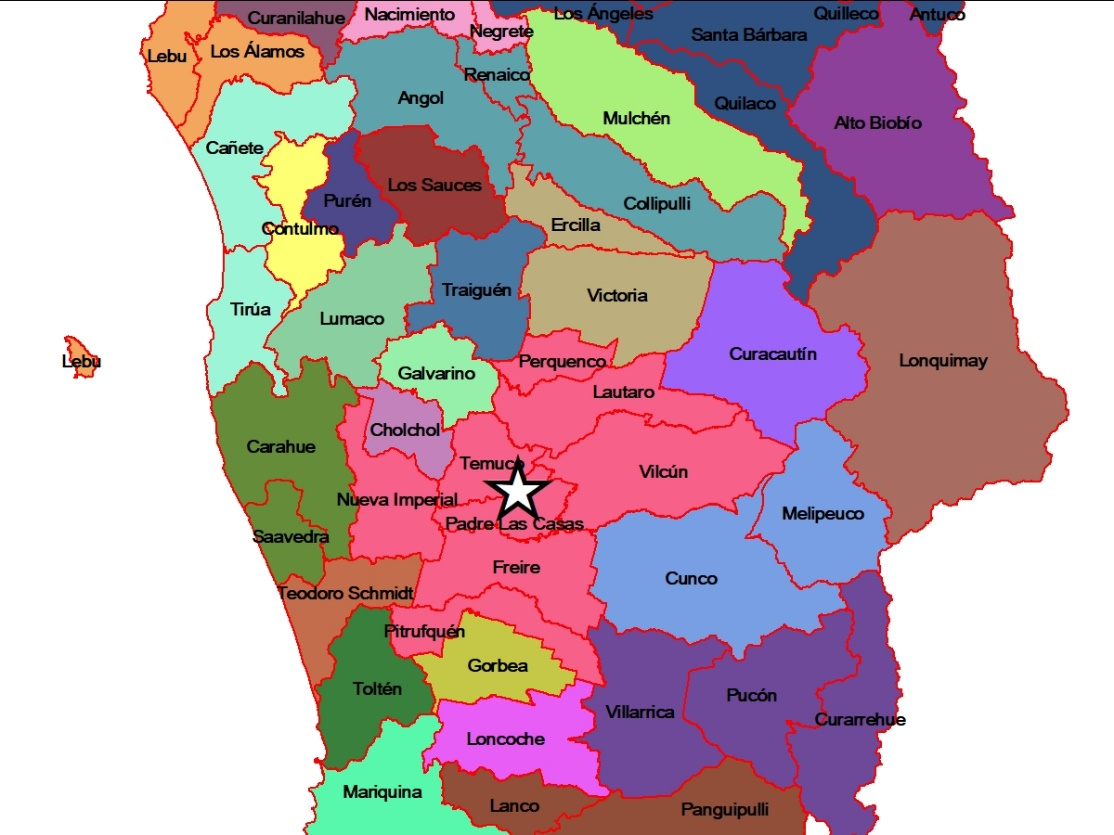 Curanilahue
Nacimiento
Los Ángeles
Quilleco
Antuco
Negrete
Santa Bárbara
Lebu
Los Álamos
Renaico
Angol
Quilaco
Mulchén
Alto Biobío
Cañete
Los Sauces
Purén
Collipulli
Contulmo
Ercilla
Traiguén
Victoria
Tirúa
Lumaco
Lebu
Galvarino
Perquenco
Curacautín
Lonquimay
Lautaro
Cholchol
Carahue
Temuco
Vilcún
Nueva Imperial
Melipeuco
Padre Las Casas
Saavedra
Freire
Cunco
Teodoro Schmidt
Pitrufquén
Gorbea
Toltén
Pucón
Villarrica
Curarrehue
Loncoche
Mariquina
Lanco
Panguipulli